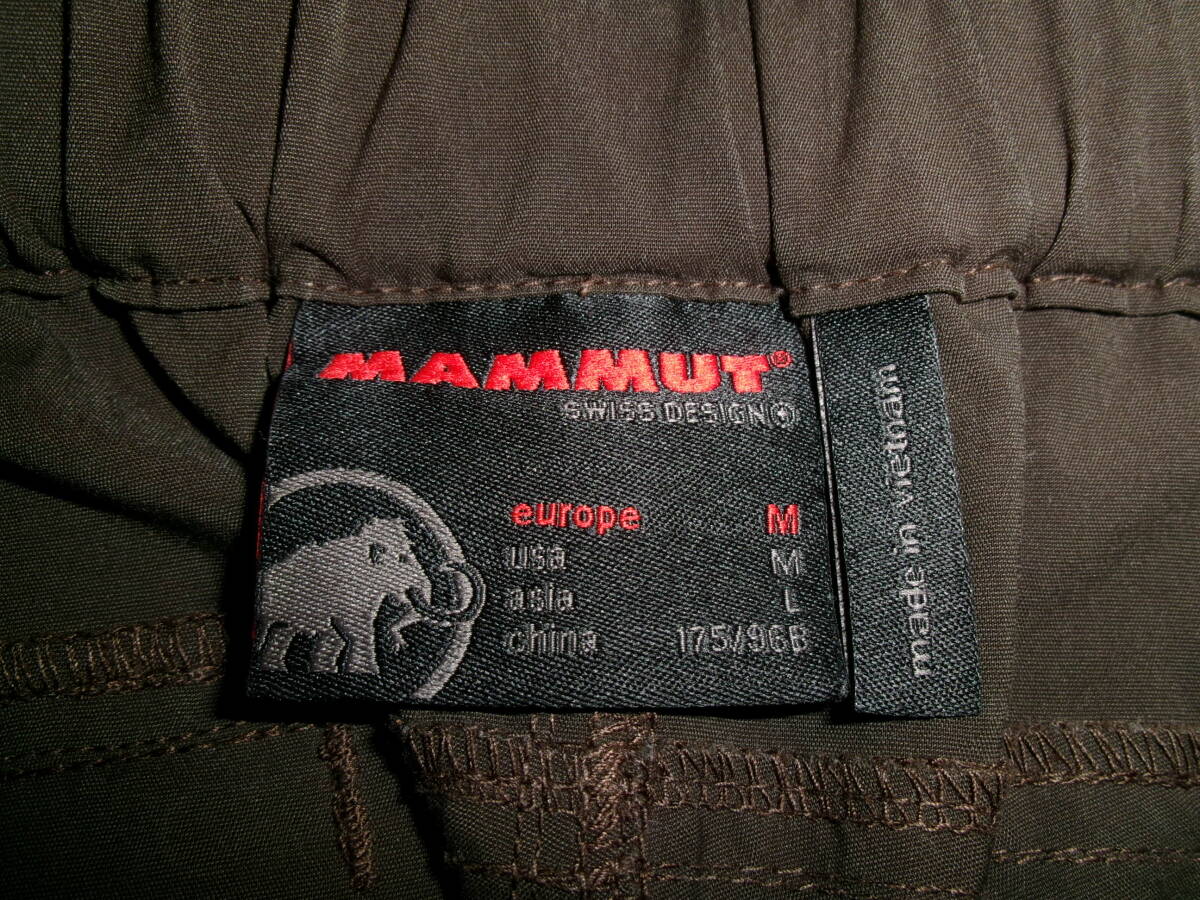 MAMMUT®
SWISS DESIGN
europe M
usa M
asia L
china 175/96B
made in vietnam